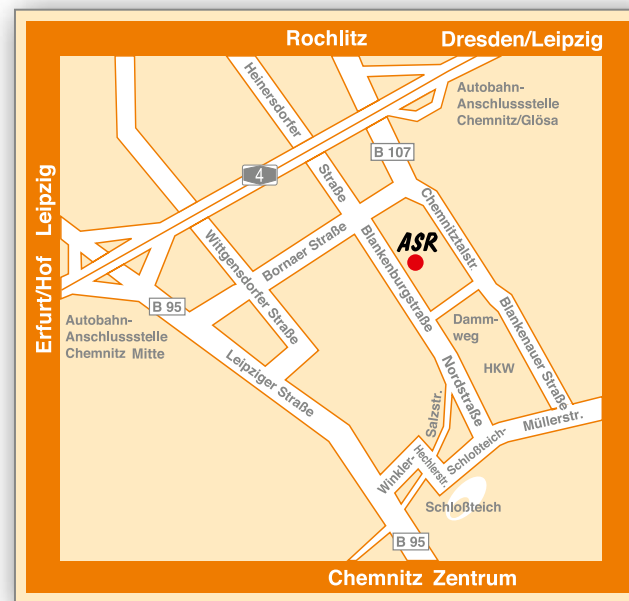 Rochlitz
Dresden/Leipzig
Erfurt/Hof Leipzig
Heinersdorfer
Straße
Autobahn-
Anschlussstelle
Chemnitz/Glösa
B 107
4
Chemnitztalstr.
Wittgensdorfer Straße
Bornaer Straße
Blankenburgstraße
ASR
B 95
Autobahn-
Anschlussstelle
Chemnitz Mitte
Leipziger Straße
Damm-
weg
HKW
Blankenauer Straße
Nordstraße
Salzstr.
Müllerstr.
Schloßteich-
Hechlerstr.
Winkler-
Schloßteich
B 95
Chemnitz Zentrum